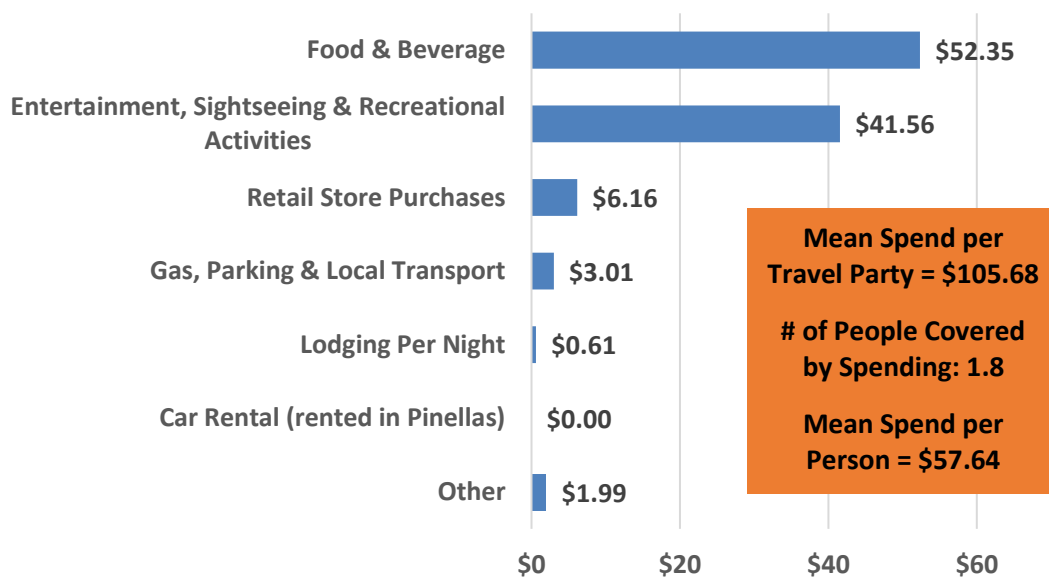 Food & Beverage
$52.35
Entertainment, Sightseeing & Recreational
Activities
$41.56
Retail Store Purchases
$6.16
Gas, Parking & Local Transport
$3.01
Lodging Per Night
$0.61
Car Rental (rented in Pinellas)
$0.00
Other
$1.99
$0
$20
$40
$60
Mean Spend per
Travel Party = $105.68
# of People Covered
by Spending: 1.8
Mean Spend per
Person = $57.64